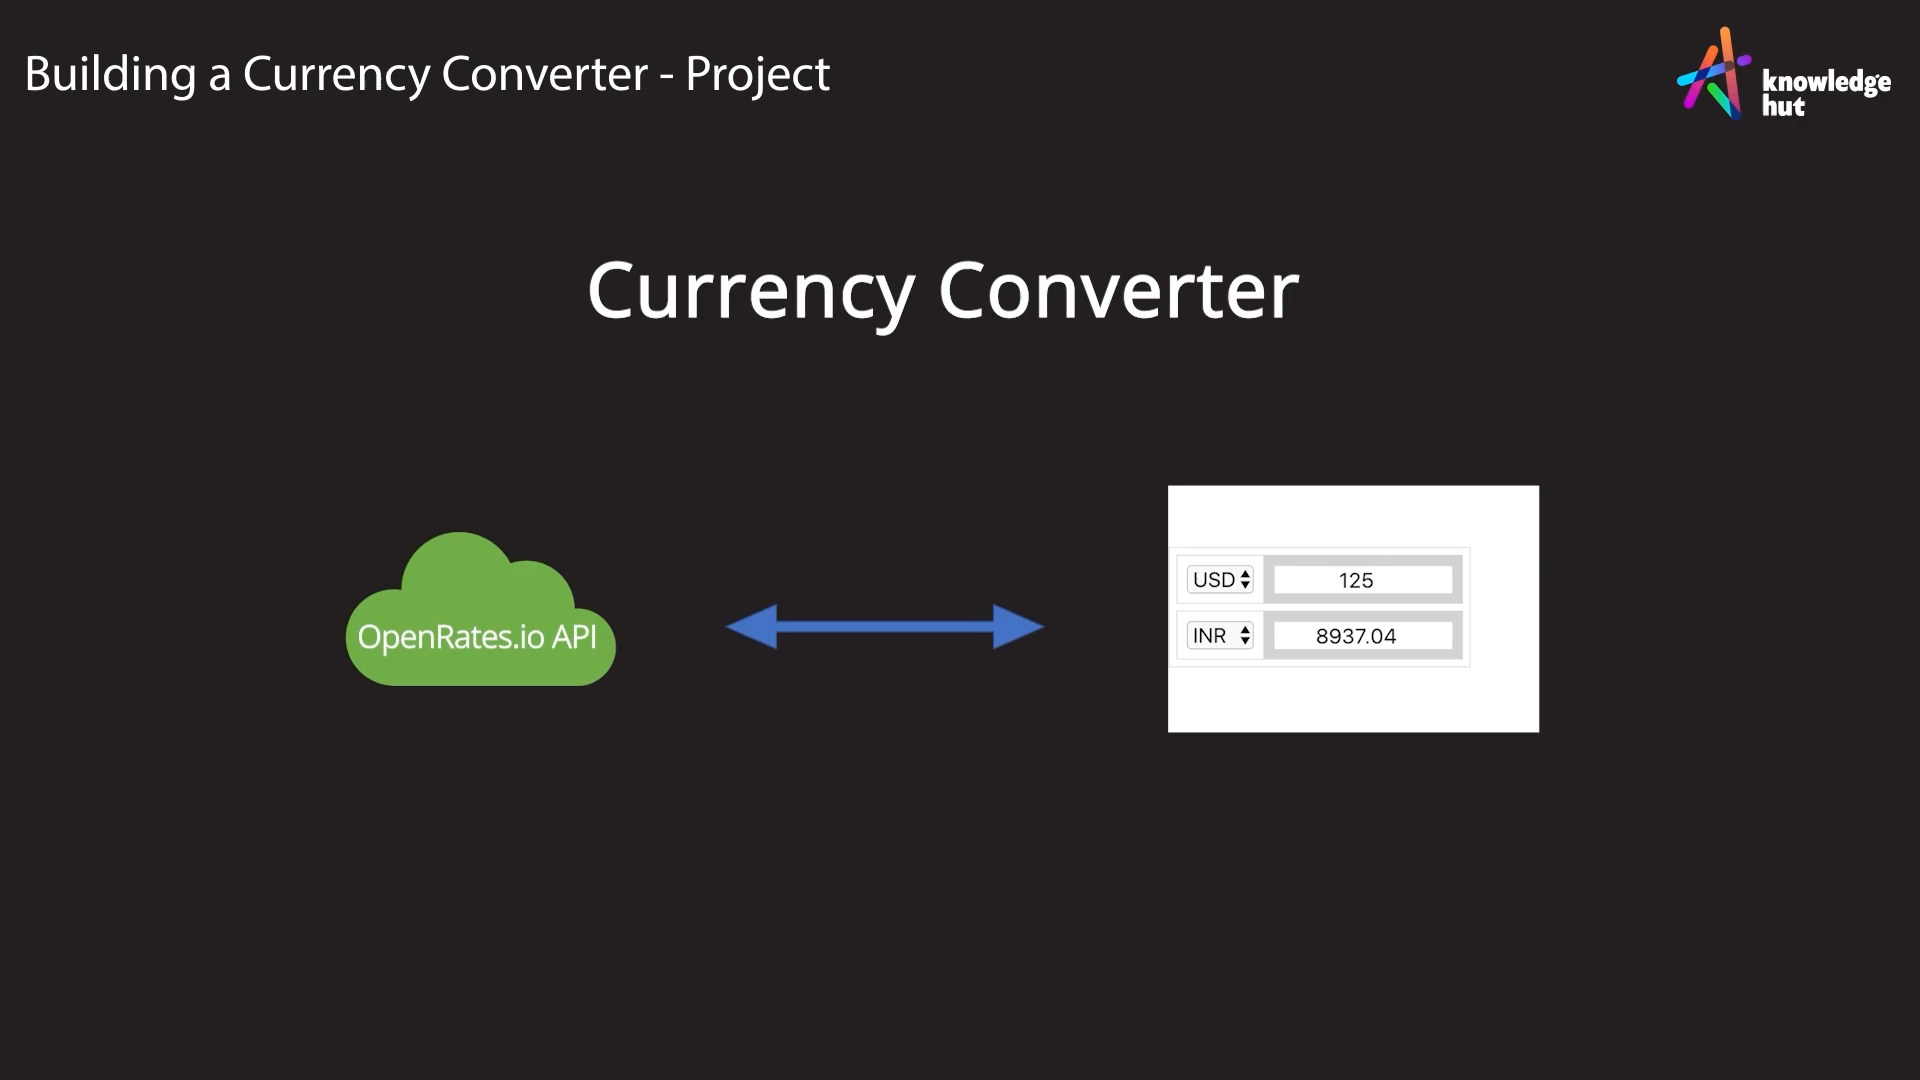 Building a Currency Converter - Project
knowledge
hut
Currency Converter
OpenRates.io API
USD 125
INR 8937.04